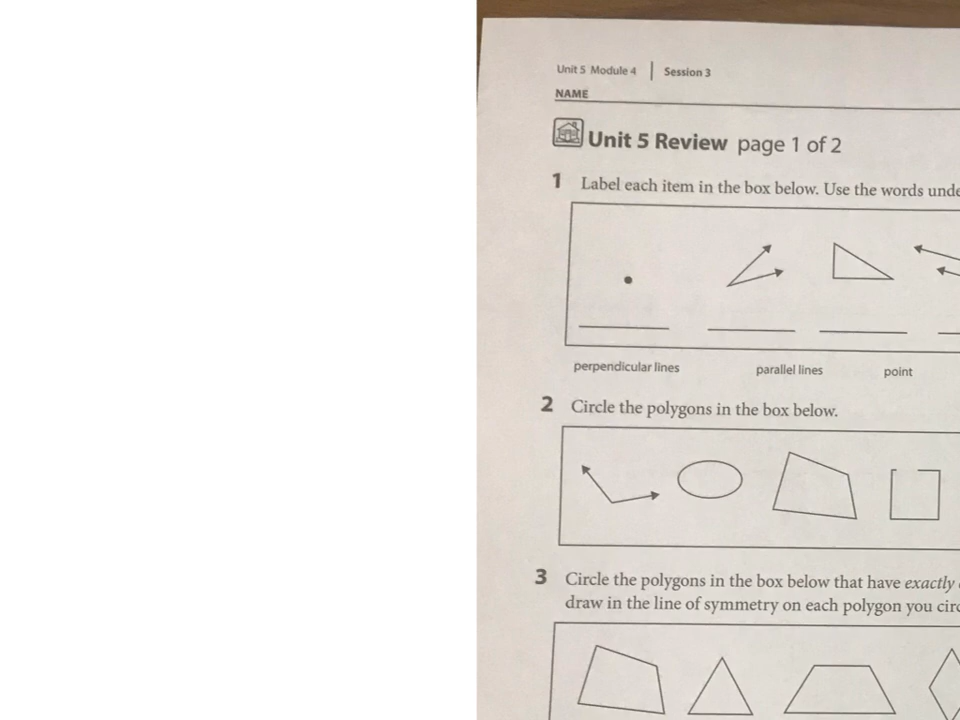 Unit 5 Module 4 | Session 3
NAME
Unit 5 Review page 1 of 2
1 Label each item in the box below. Use the words unde
perpendicular lines parallel lines point
2 Circle the polygons in the box below.
3 Circle the polygons in the box below that have exactly
draw in the line of symmetry on each polygon you circ